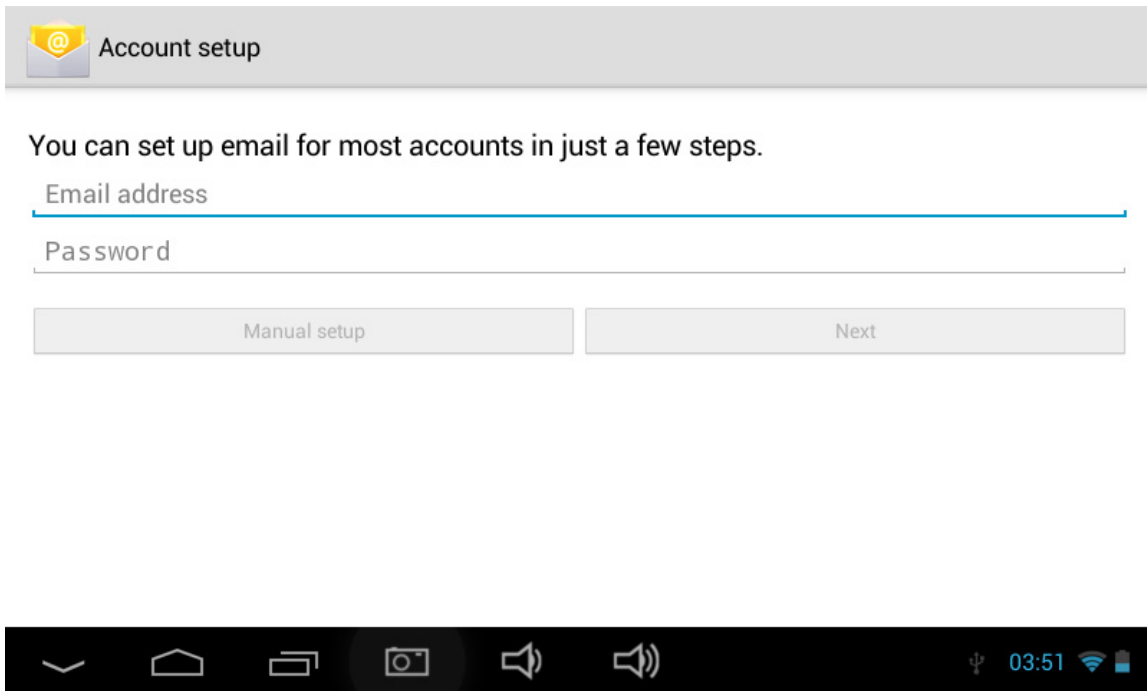 @
Account setup
You can set up email for most accounts in just a few steps.
Email address
Password
Manual setup
Next
03:51